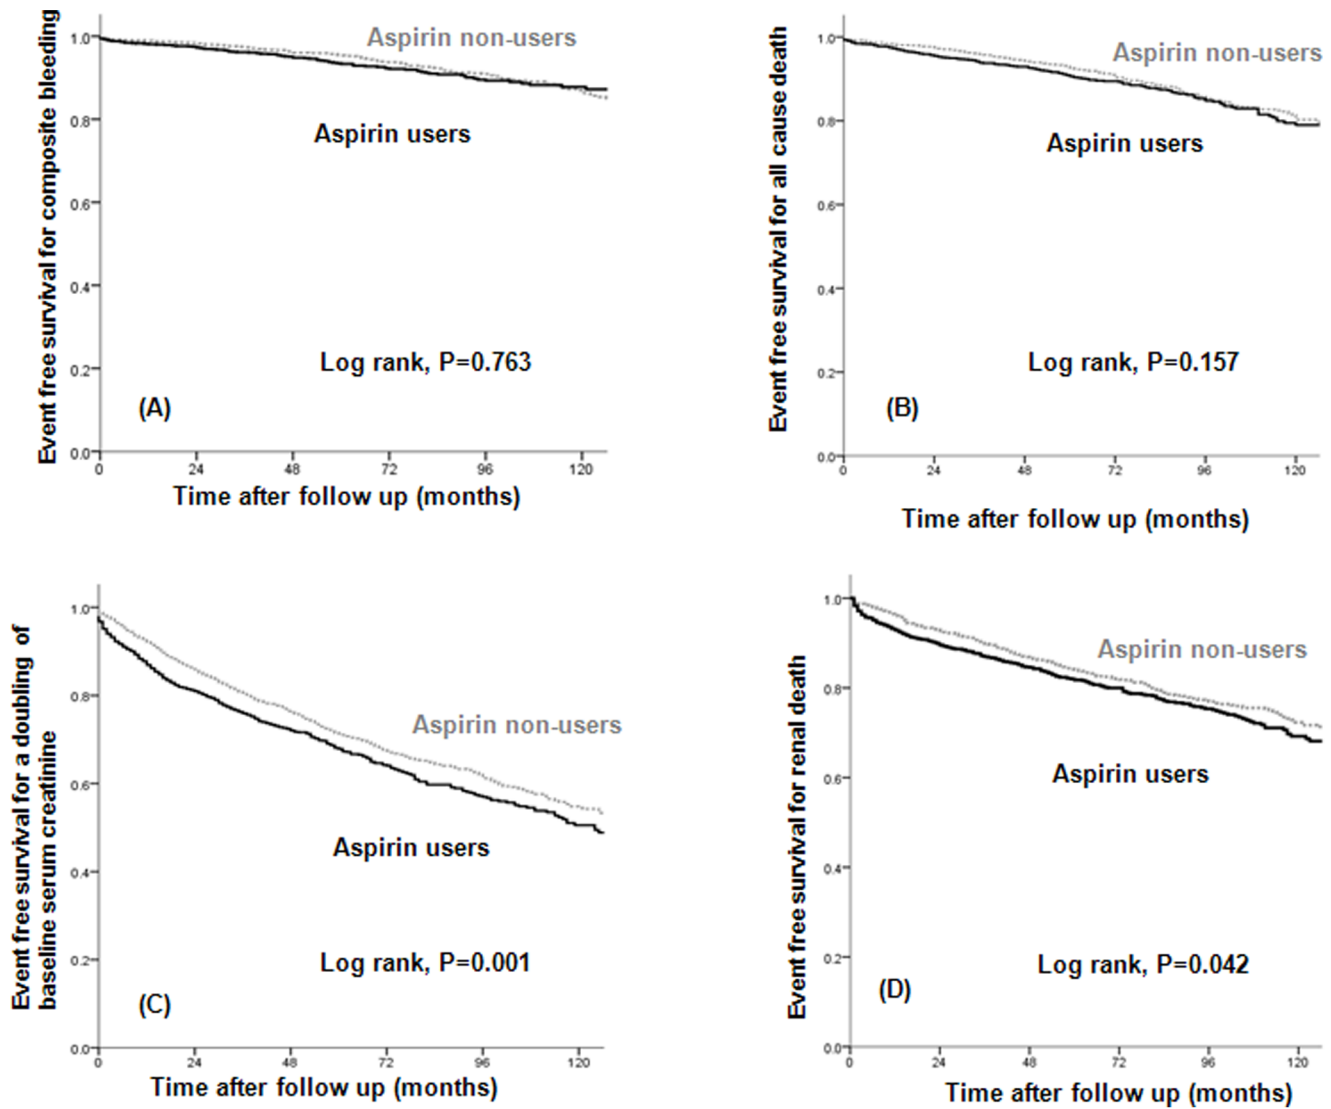 Event free survival for composite bleeding
1.0
0.8
0.6
0.4
0.2
0.0
Aspirin non-users
Aspirin users
Log rank, P=0.763
(A)
0 24 48 72 96 120
Time after follow up (months)
Event free survival for all cause death
1.0
0.8
0.6
0.4
0.2
0.0
Aspirin non-users
Aspirin users
Log rank, P=0.157
(B)
0 24 48 72 96 120
Time after follow up (months)
Event free survival for a doubling of
baseline serum creatinine
1.0
0.8
0.6
0.4
0.2
0.0
Aspirin non-users
Aspirin users
Log rank, P=0.001
(C)
0 24 48 72 96 120
Time after follow up (months)
Event free survival for renal death
1.0
0.8
0.6
0.4
0.2
0.0
Aspirin non-users
Aspirin users
Log rank, P=0.042
(D)
0 24 48 72 96 120
Time after follow up (months)